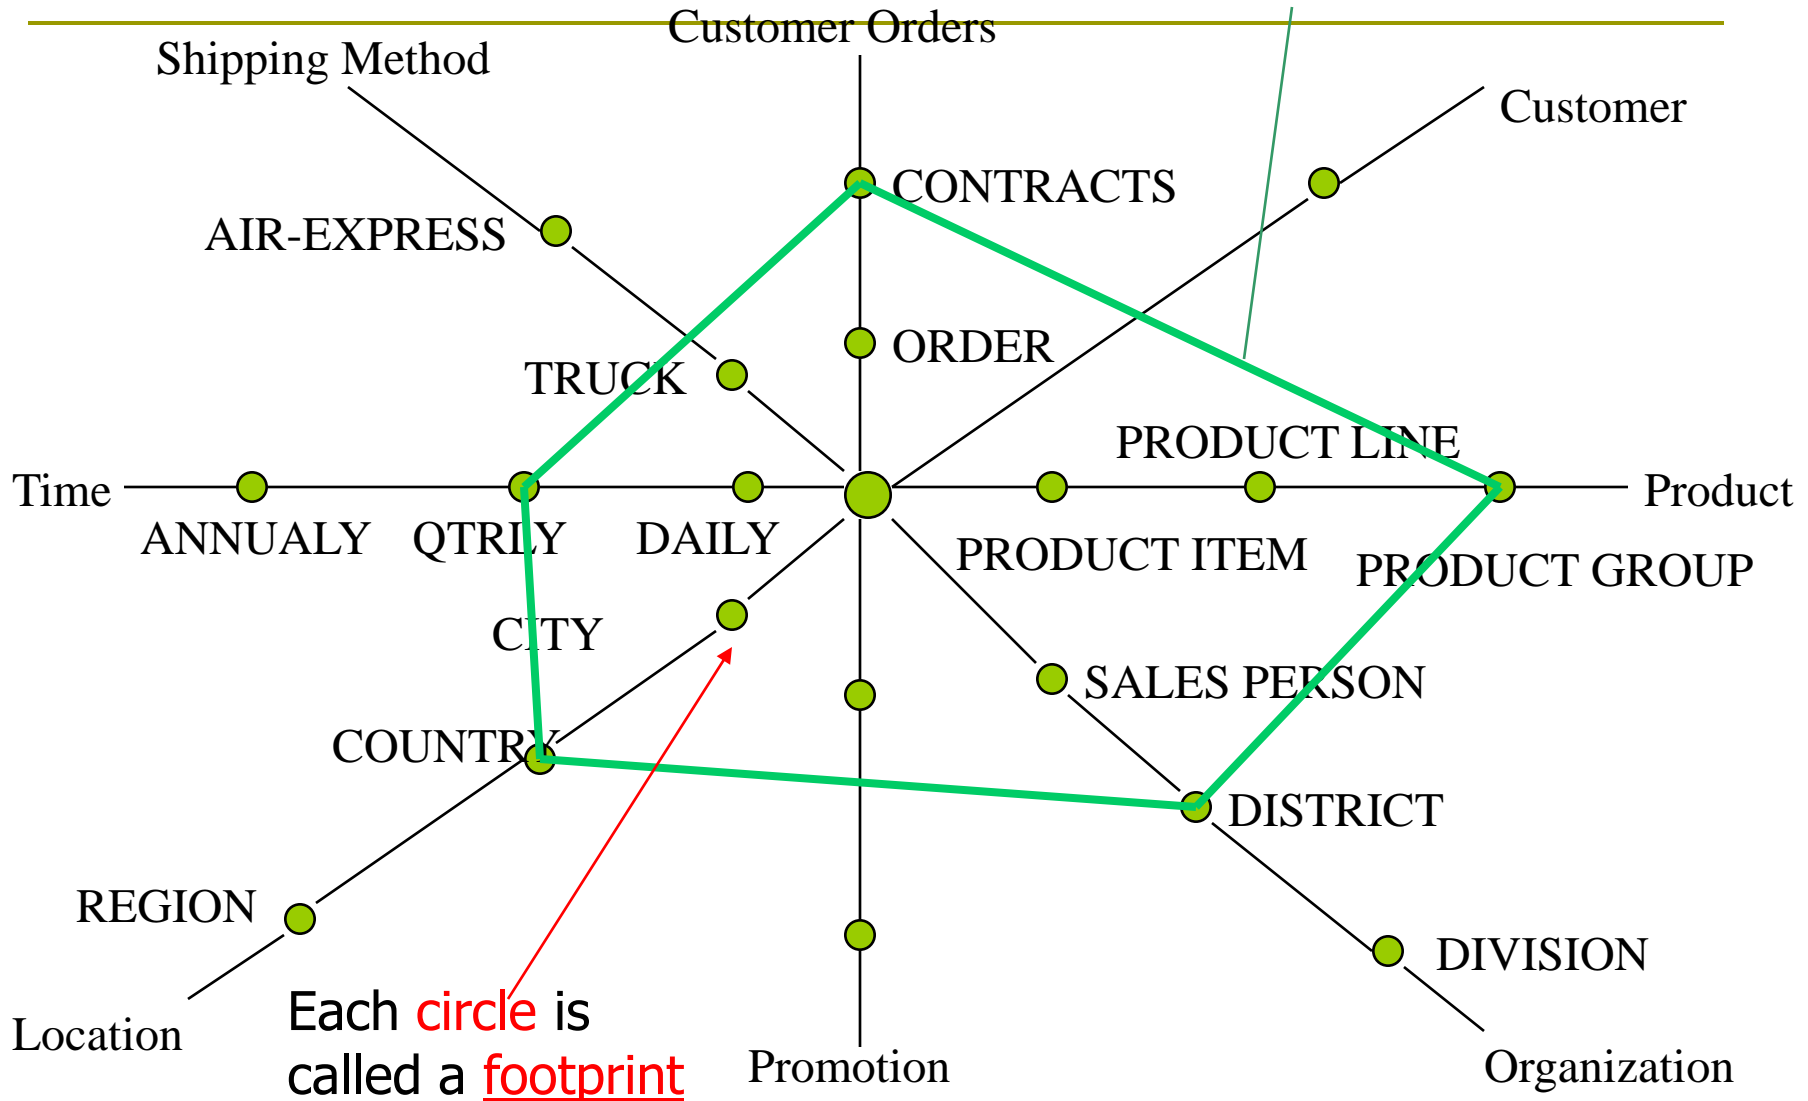 Customer Orders
Shipping Method
Customer
CONTRACTS
AIR-EXPRESS
ORDER
TRUCK
PRODUCT LINE
Time
Product
ANNUALY
QTRLY
DAILY
PRODUCT ITEM
PRODUCT GROUP
CITY
SALES PERSON
COUNTRY
DISTRICT
REGION
DIVISION
Each circle is
called a footprint
Location
Promotion
Organization